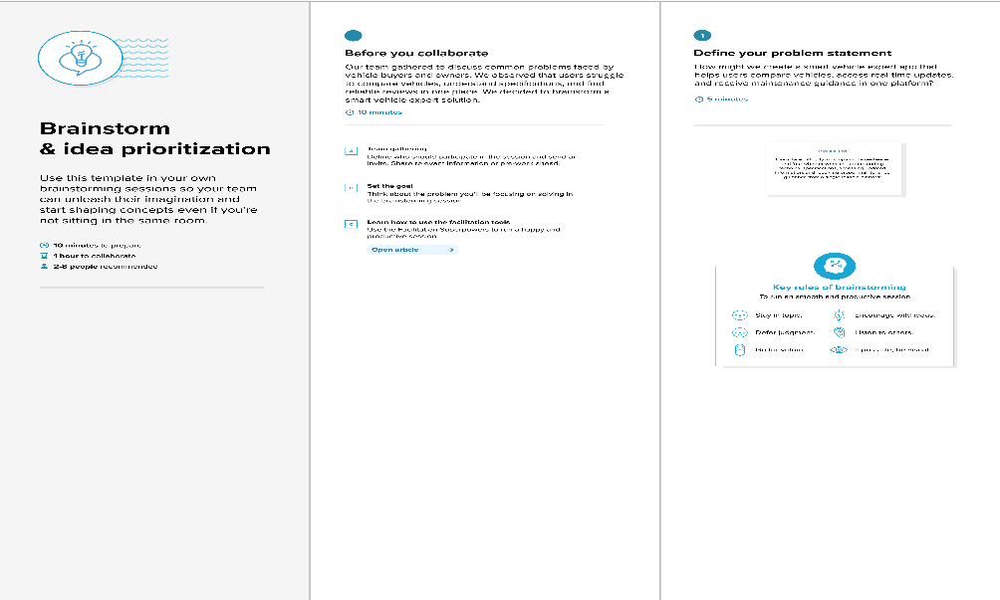 Brainstorm
& idea prioritization
Use this template in your own
brainstorming sessions so your team
can unleash their imagination and
start shaping concepts even if you're
not sitting in the same room.
10 minutes to prepare
1 hour to collaborate
2-8 people recommended
Before you collaborate
Our team gathered to discuss common problems faced by
vehicle buyers and owners. We observed that users struggle
to compare vehicles, understand specifications, and find
reliable reviews in one place. We decided to brainstorm a
smart vehicle expert solution.
10 minutes
A
Team gathering
Define who should participate in the session and send an
invite. Share relevant information or pre-work ahead.
Set the goal
Think about the problem you'll be focusing on solving in
the brainstorming session.
C
Learn how to use the facilitation tools
Use the Facilitation Superpowers to run a happy and
productive session.
Open article →
1
Define your problem statement
How might we create a smart vehicle expert app that
helps users compare vehicles, access real-time updates,
and receive maintenance guidance in one platform?
5 minutes
Key rules of brainstorming
To run an smooth and productive session
Stay in topic.
Encourage wild ideas.
Defer judgment.
Listen to others.
Go for volume.
If possible, be visual.